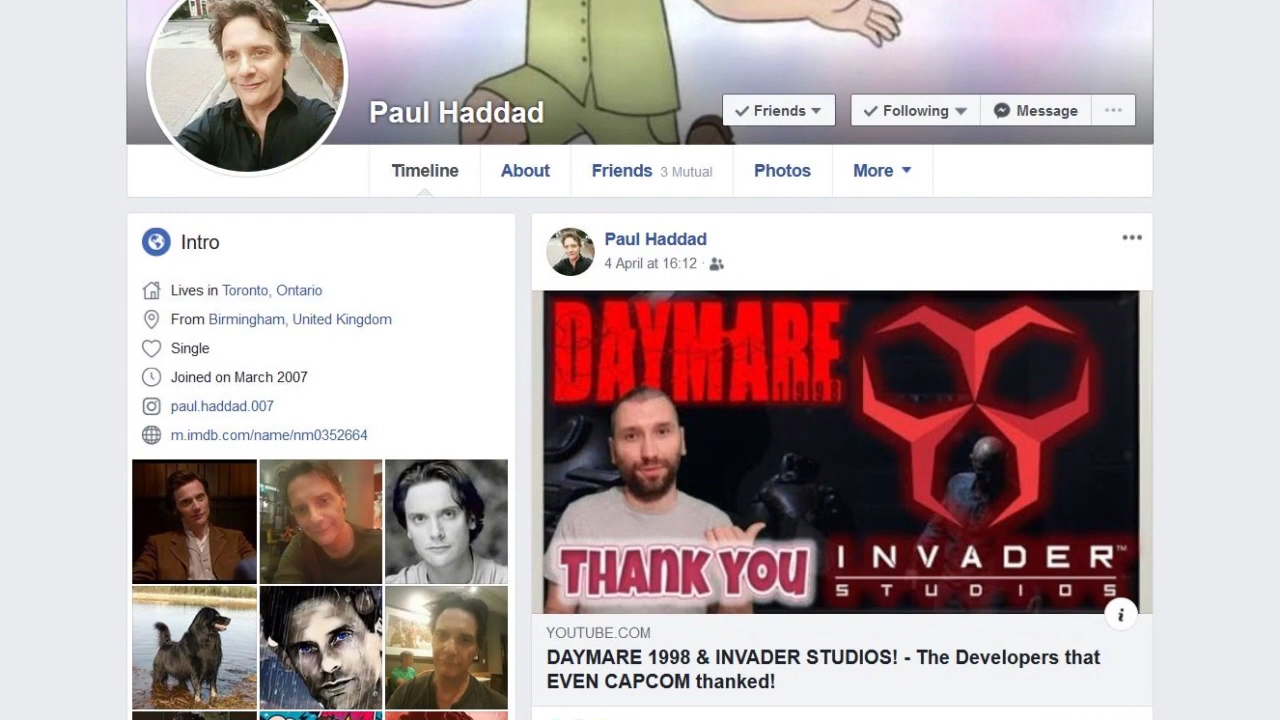 Paul Haddad
Friends
Following
Message
Timeline
About
Friends 3 Mutual
Photos
More
Intro
Lives in Toronto, Ontario
From Birmingham, United Kingdom
Single
Joined on March 2007
paul.haddad.007
m.imdb.com/name/nm0352664
Paul Haddad
4 April at 16:12 ·
DAYMARE
1998
THANK YOU
INVADER™
STUDIOS
i
YOUTUBE.COM
DAYMARE 1998 & INVADER STUDIOS! - The Developers that
EVEN CAPCOM thanked!